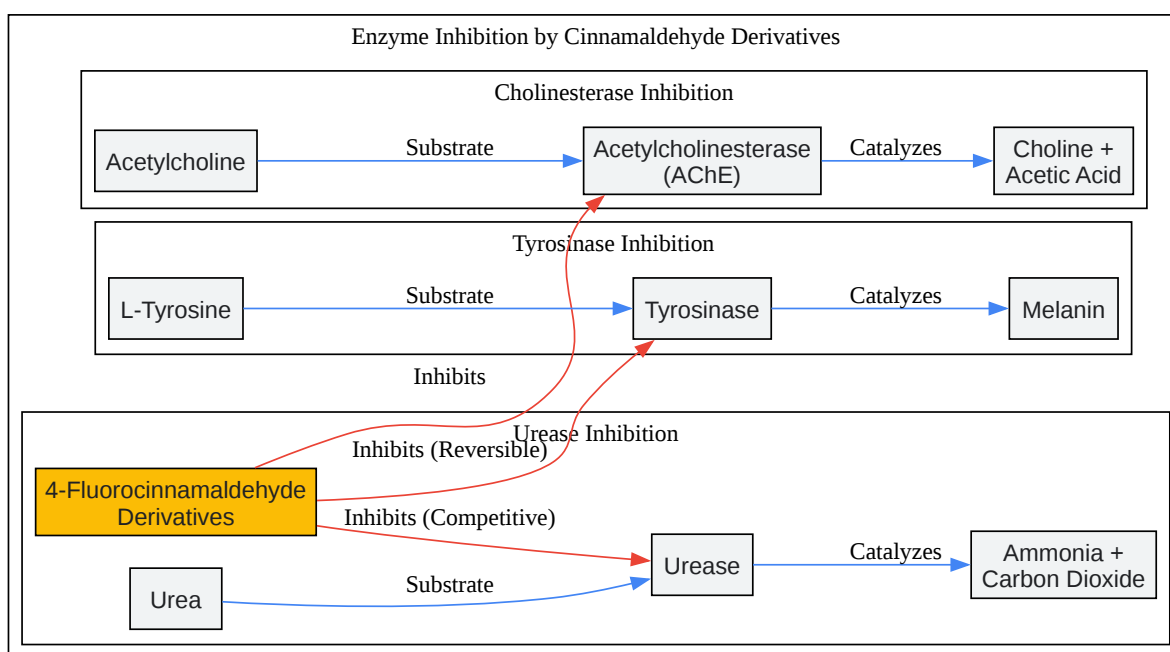 Enzyme Inhibition by Cinnamaldehyde Derivatives
Cholinesterase Inhibition
Acetylcholine
Substrate
Acetylcholinesterase
(AChE)
Catalyzes
Choline +
Acetic Acid
Tyrosinase Inhibition
L-Tyrosine
Substrate
Tyrosinase
Catalyzes
Melanin
Inhibits
Urease Inhibition
Inhibits (Reversible)
4-Fluorocinnamaldehyde
Derivatives
Inhibits (Competitive)
Urease
Catalyzes
Ammonia +
Carbon Dioxide
Urea
Substrate